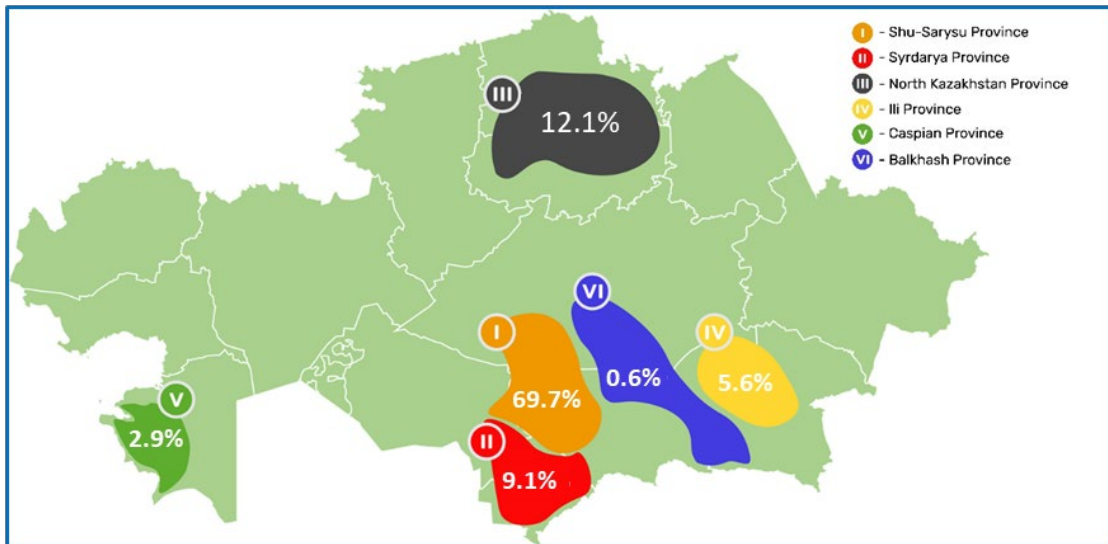 I - Shu-Sarysu Province
II - Syrdarya Province
III - North Kazakhstan Province
IV - Ili Province
V - Caspian Province
VI - Balkhash Province
III
12.1%
VI
I
IV
0.6%
5.6%
69.7%
V
2.9%
II
9.1%